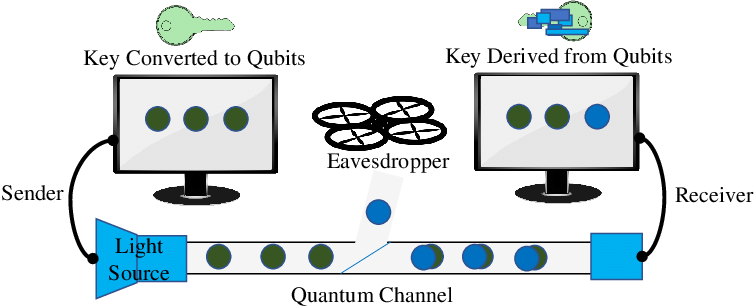 Key Converted to Qubits
Key Derived from Qubits
Eavesdropper
Sender
Receiver
Light
Source
Quantum Channel